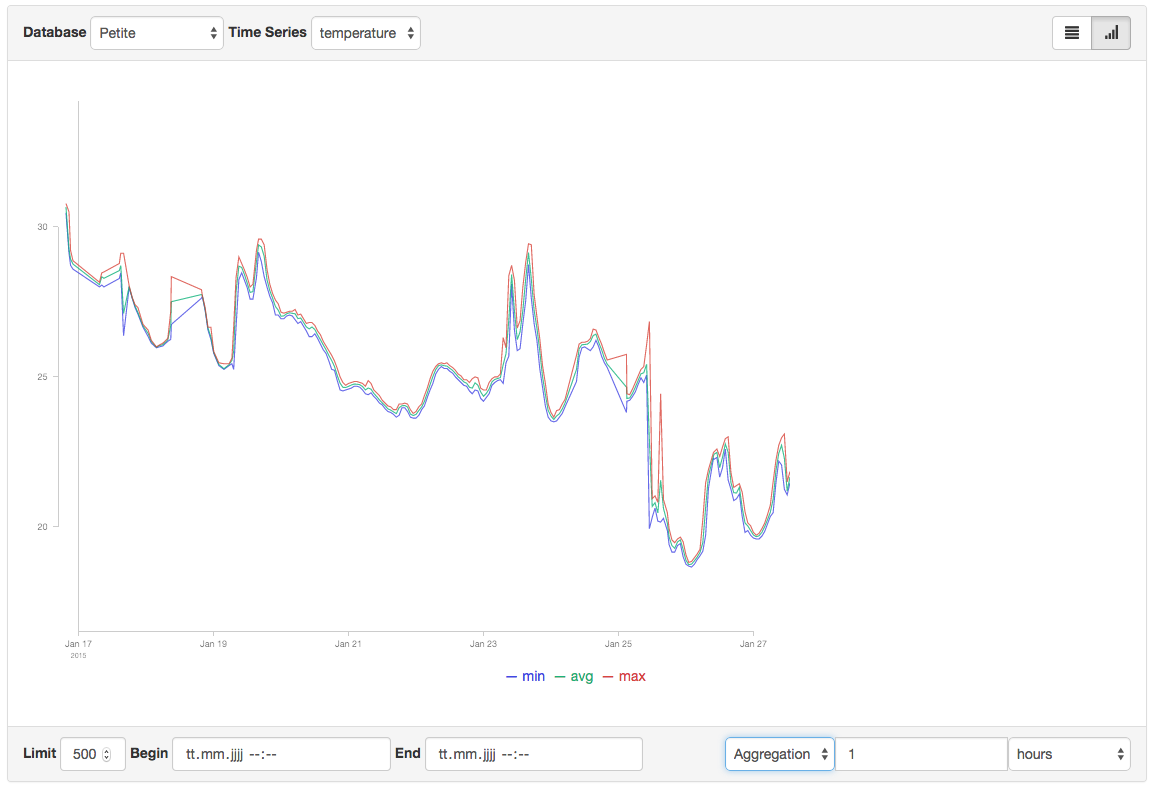 Database Petite Time Series temperature
30
25
20
Jan 17 Jan 19 Jan 21 Jan 23 Jan 25 Jan 27
2015
min avg max
Limit 500 Begin tt.mm.jjjj --:-- End tt.mm.jjjj --:-- Aggregation 1 hours